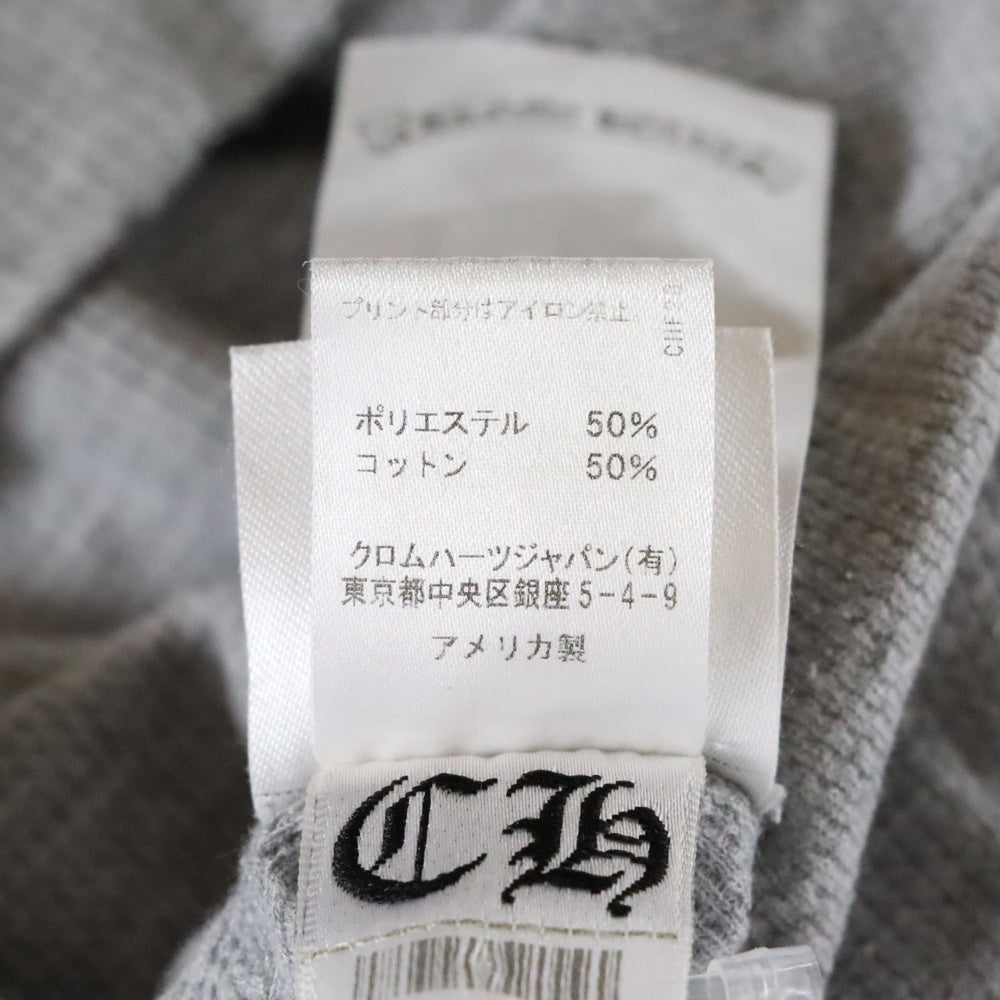 プリント部分はアイロン禁止
ポリエステル 50%
コットン 50%
クロムハーツジャパン(有)
東京都中央区銀座5-4-9
アメリカ製
CH